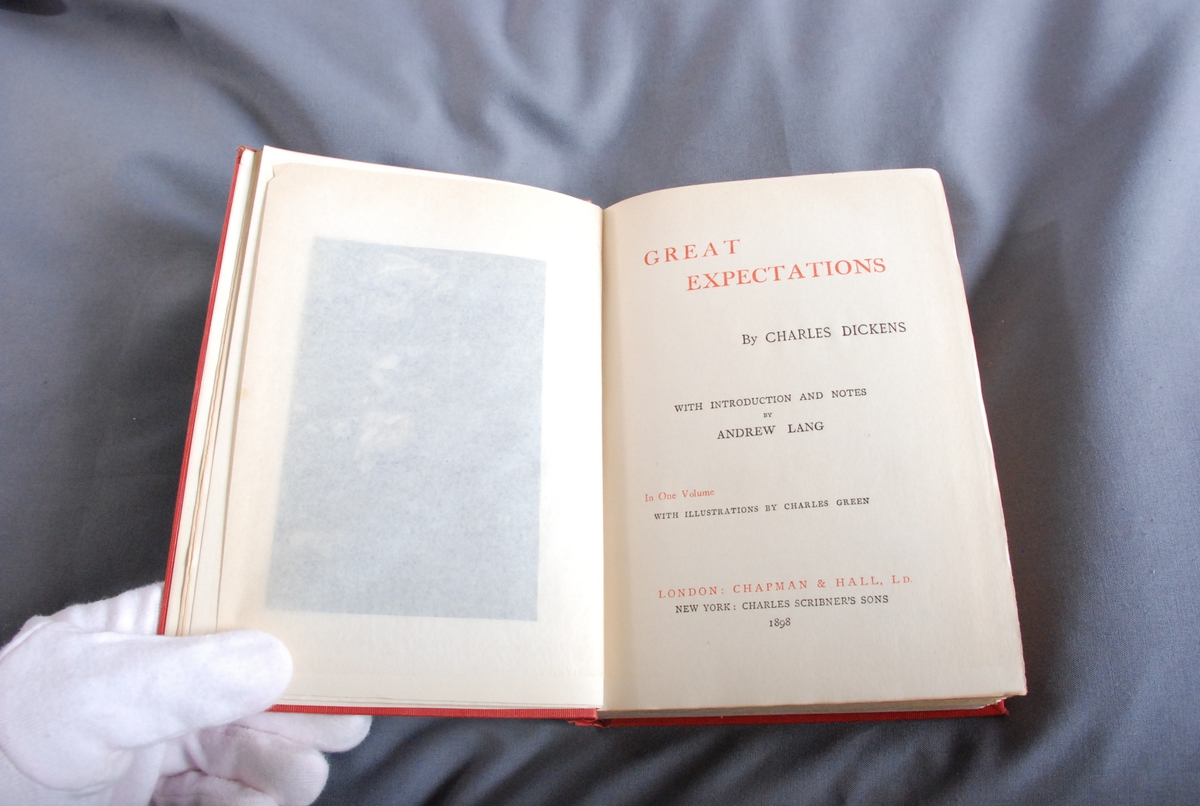 GREAT
EXPECTATIONS
By CHARLES DICKENS
WITH INTRODUCTION AND NOTES
BY
ANDREW LANG
In One Volume
WITH ILLUSTRATIONS BY CHARLES GREEN
LONDON: CHAPMAN & HALL, LD.
NEW YORK: CHARLES SCRIBNER'S SONS
1898